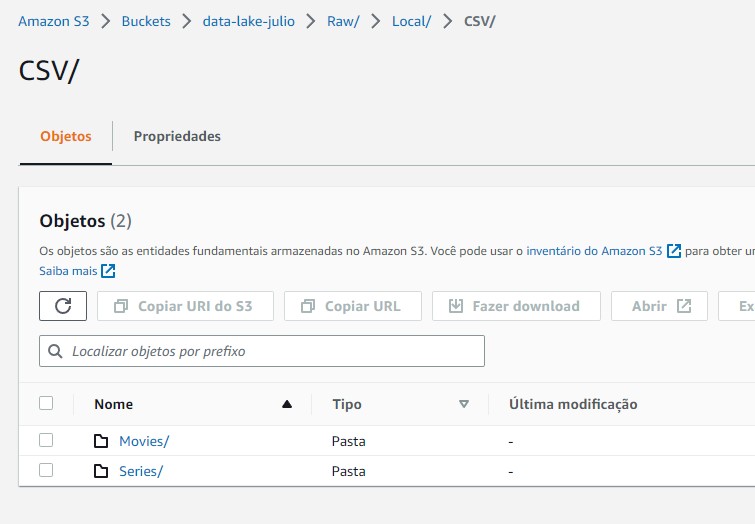 Amazon S3 > Buckets > data-lake-julio > Raw/ > Local/ > CSV/
CSV/
Objetos Propriedades
Objetos (2)
Os objetos são as entidades fundamentais armazenadas no Amazon S3. Você pode usar o inventário do Amazon S3 para obter
Saiba mais
Copiar URI do S3 Copiar URL Fazer download Abrir
Localizar objetos por prefixo
Nome Tipo Última modificação
Movies/ Pasta -
Series/ Pasta -